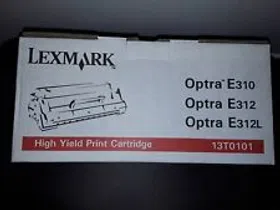 LEXMARK
Optra E310
Optra E312
Optra E312L
High Yield Print Cartridge 13T0101